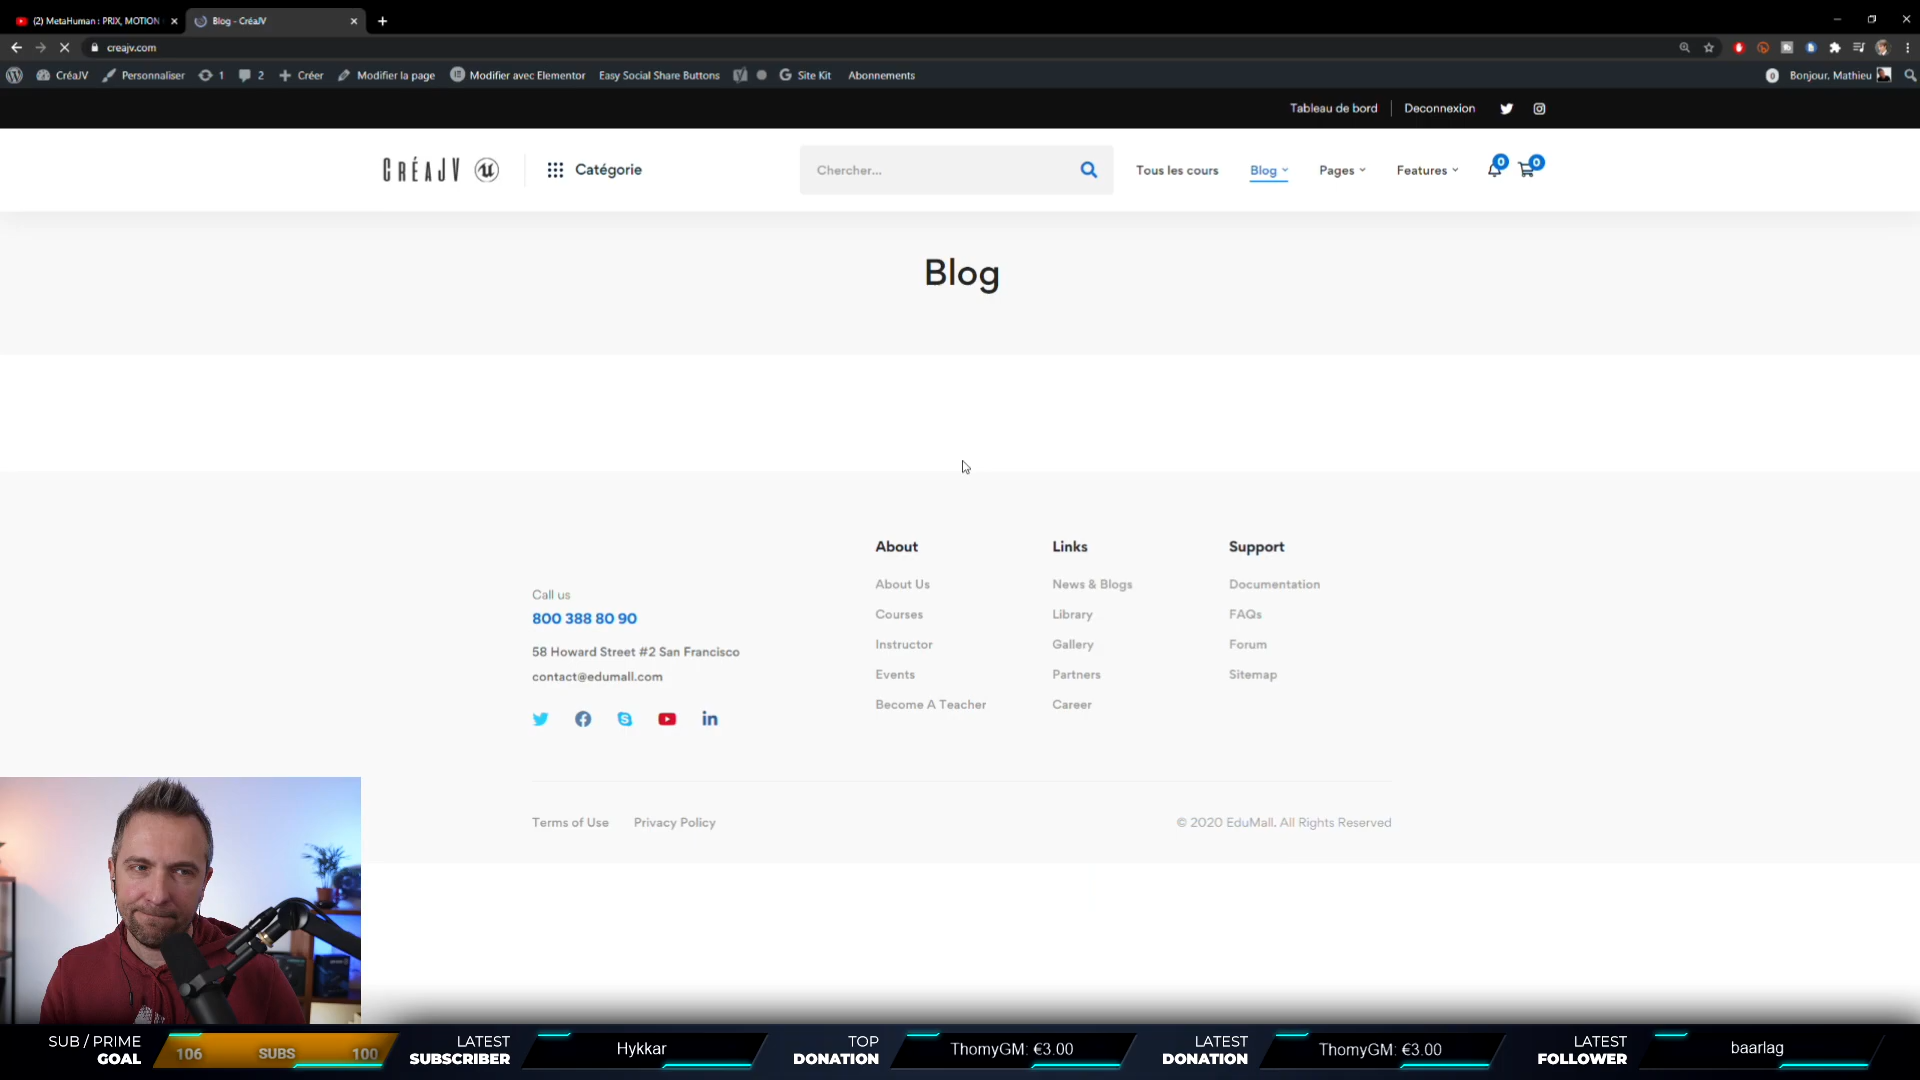 (2) MetaHuman : PRIX, MOTION
Blog - CréaJV
creajv.com
CréaJV
Personnaliser
1
2
Créer
Modifier la page
Modifier avec Elementor
Easy Social Share Buttons
Site Kit
Abonnements
0
Bonjour, Mathieu
Tableau de bord
Deconnexion
CRÉAJV
Catégorie
Chercher...
Tous les cours
Blog
Pages
Features
0
0
Blog
Call us
800 388 80 90
58 Howard Street #2 San Francisco
contact@edumall.com
About
About Us
Courses
Instructor
Events
Become A Teacher
Links
News & Blogs
Library
Gallery
Partners
Career
Support
Documentation
FAQs
Forum
Sitemap
Terms of Use
Privacy Policy
© 2020 EduMall. All Rights Reserved
SUB / PRIME
GOAL
106 SUBS 100
LATEST
SUBSCRIBER
Hykkar
TOP
DONATION
ThomyGM: €3.00
LATEST
DONATION
ThomyGM: €3.00
LATEST
FOLLOWER
baarlag